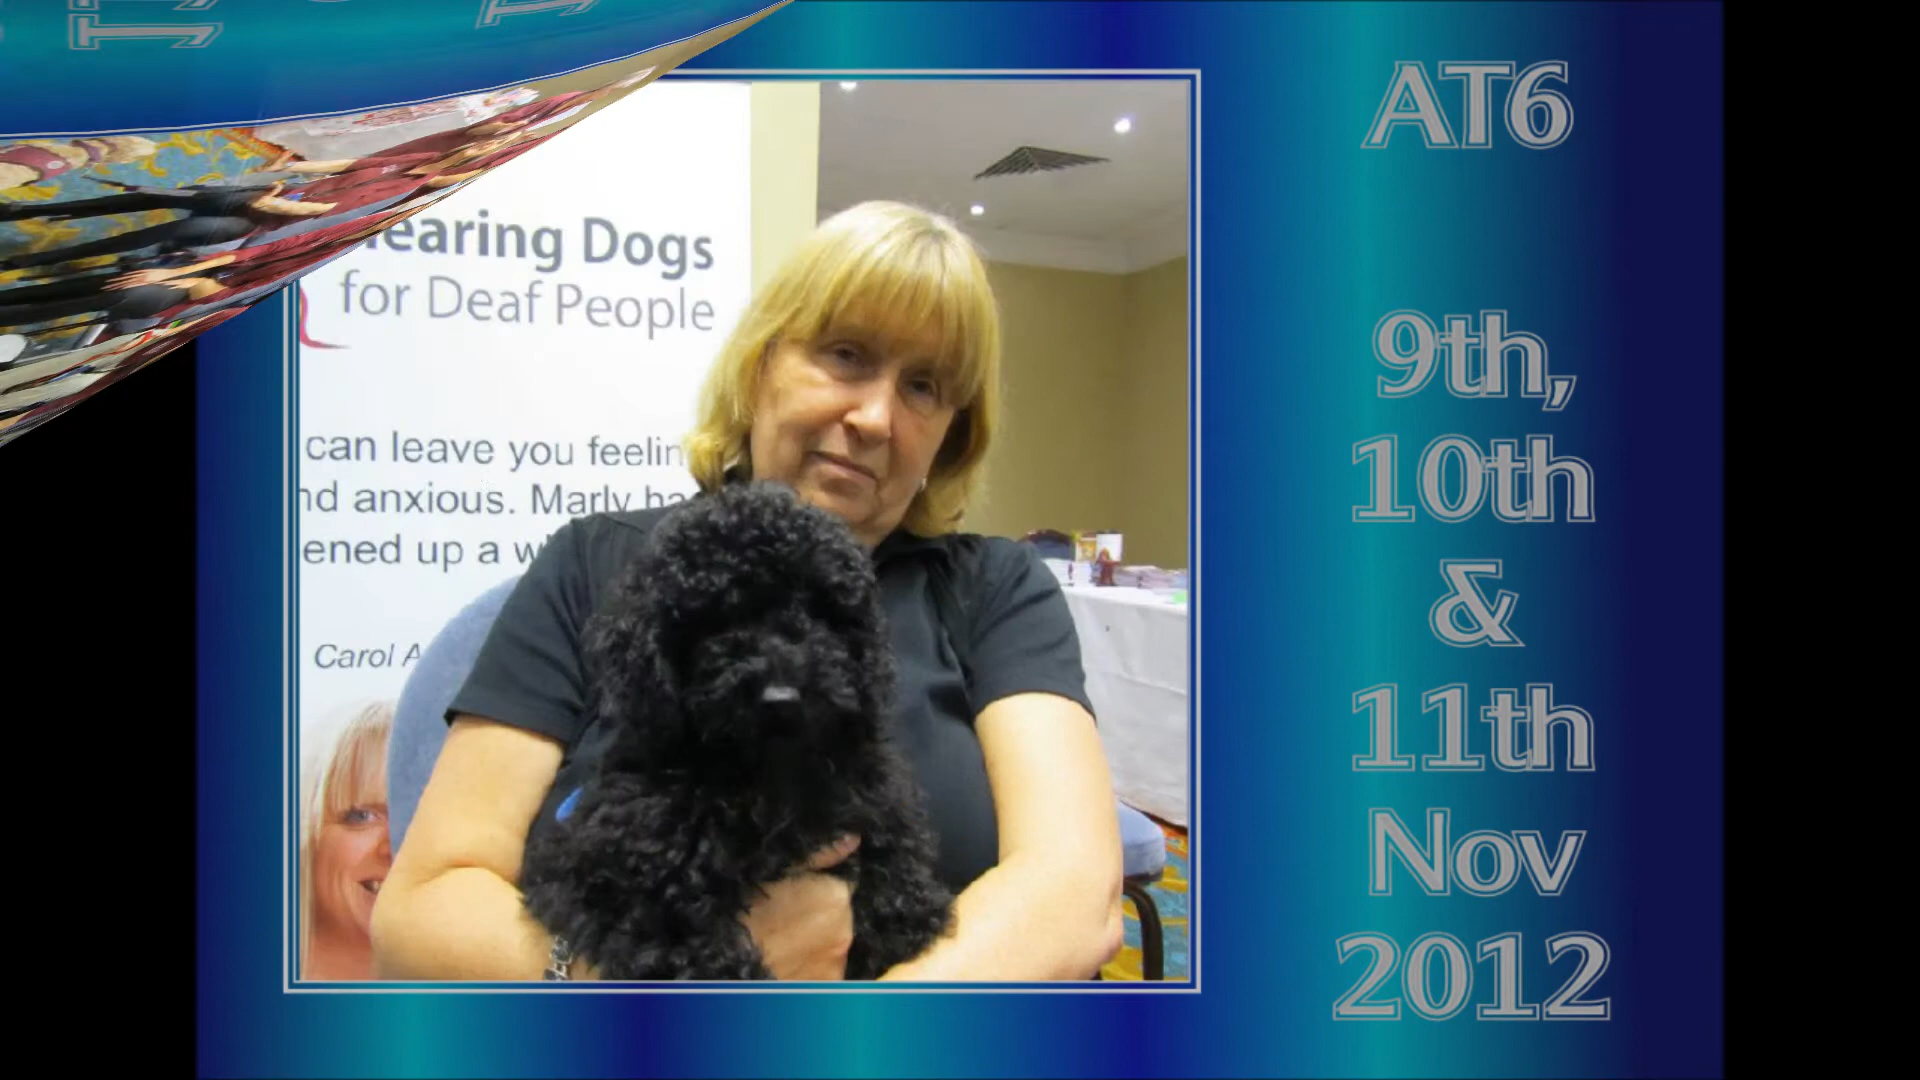 earing Dogs
for Deaf People
can leave you feelin
nd anxious. Marly ha
ened up a w
Carol A
AT6
9th,
10th
&
11th
Nov
2012